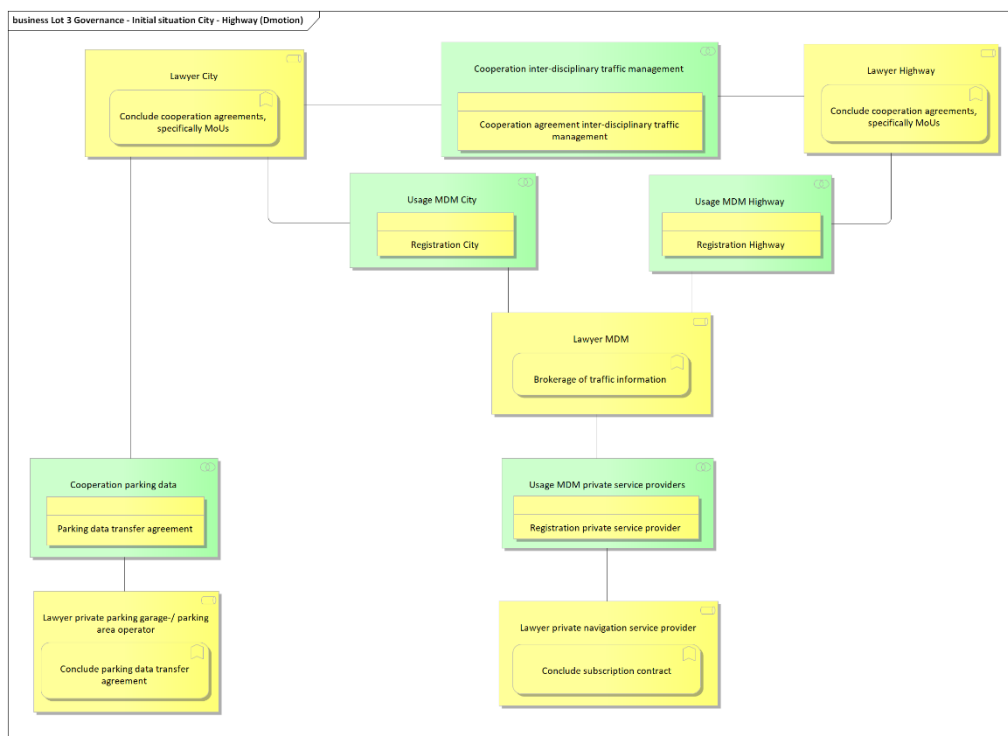 business Lot 3 Governance - Initial situation City - Highway (Dmotion)
Lawyer City
Conclude cooperation agreements,
specifically MoUs
Cooperation inter-disciplinary traffic management
Cooperation agreement inter-disciplinary traffic
management
Lawyer Highway
Conclude cooperation agreements,
specifically MoUs
Usage MDM City
Registration City
Usage MDM Highway
Registration Highway
Lawyer MDM
Brokerage of traffic information
Cooperation parking data
Parking data transfer agreement
Usage MDM private service providers
Registration private service provider
Lawyer private parking garage-/ parking
area operator
Conclude parking data transfer
agreement
Lawyer private navigation service provider
Conclude subscription contract